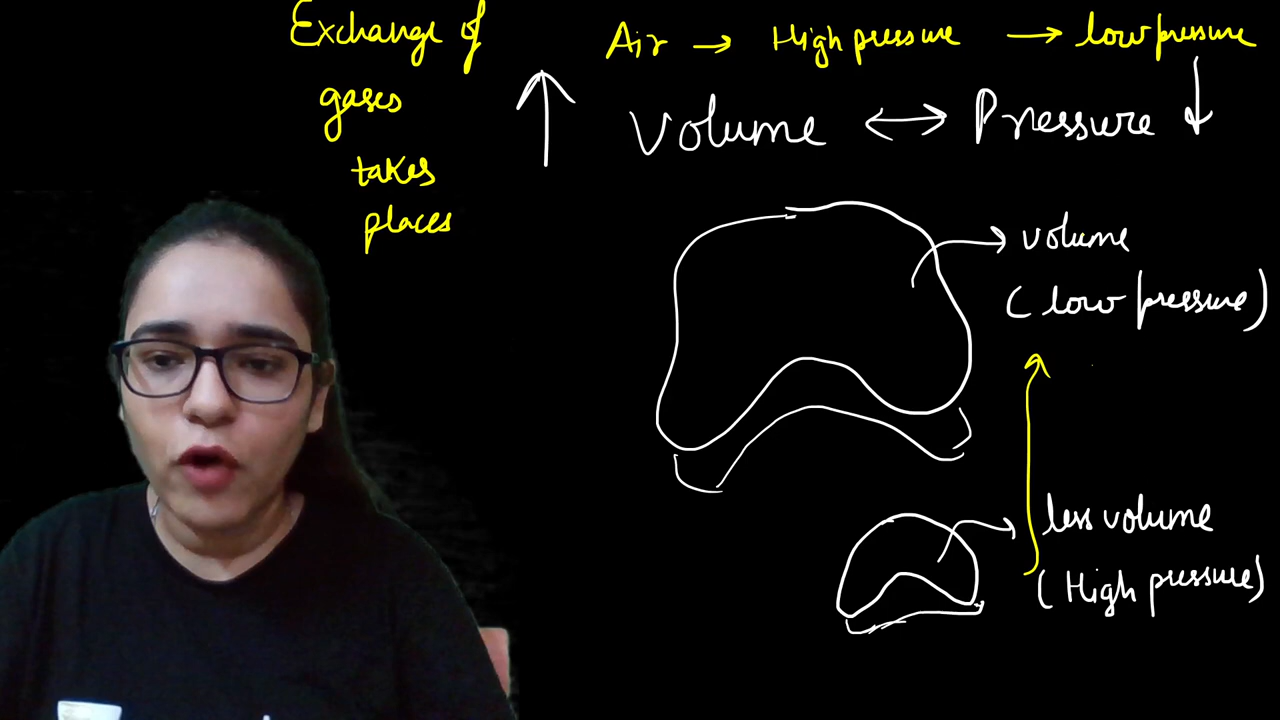 Exchange of
gases
takes
places
Air → High pressure → low pressure
↑ Volume ↔ Pressure ↓
volume
(low pressure)
less volume
(High pressure)